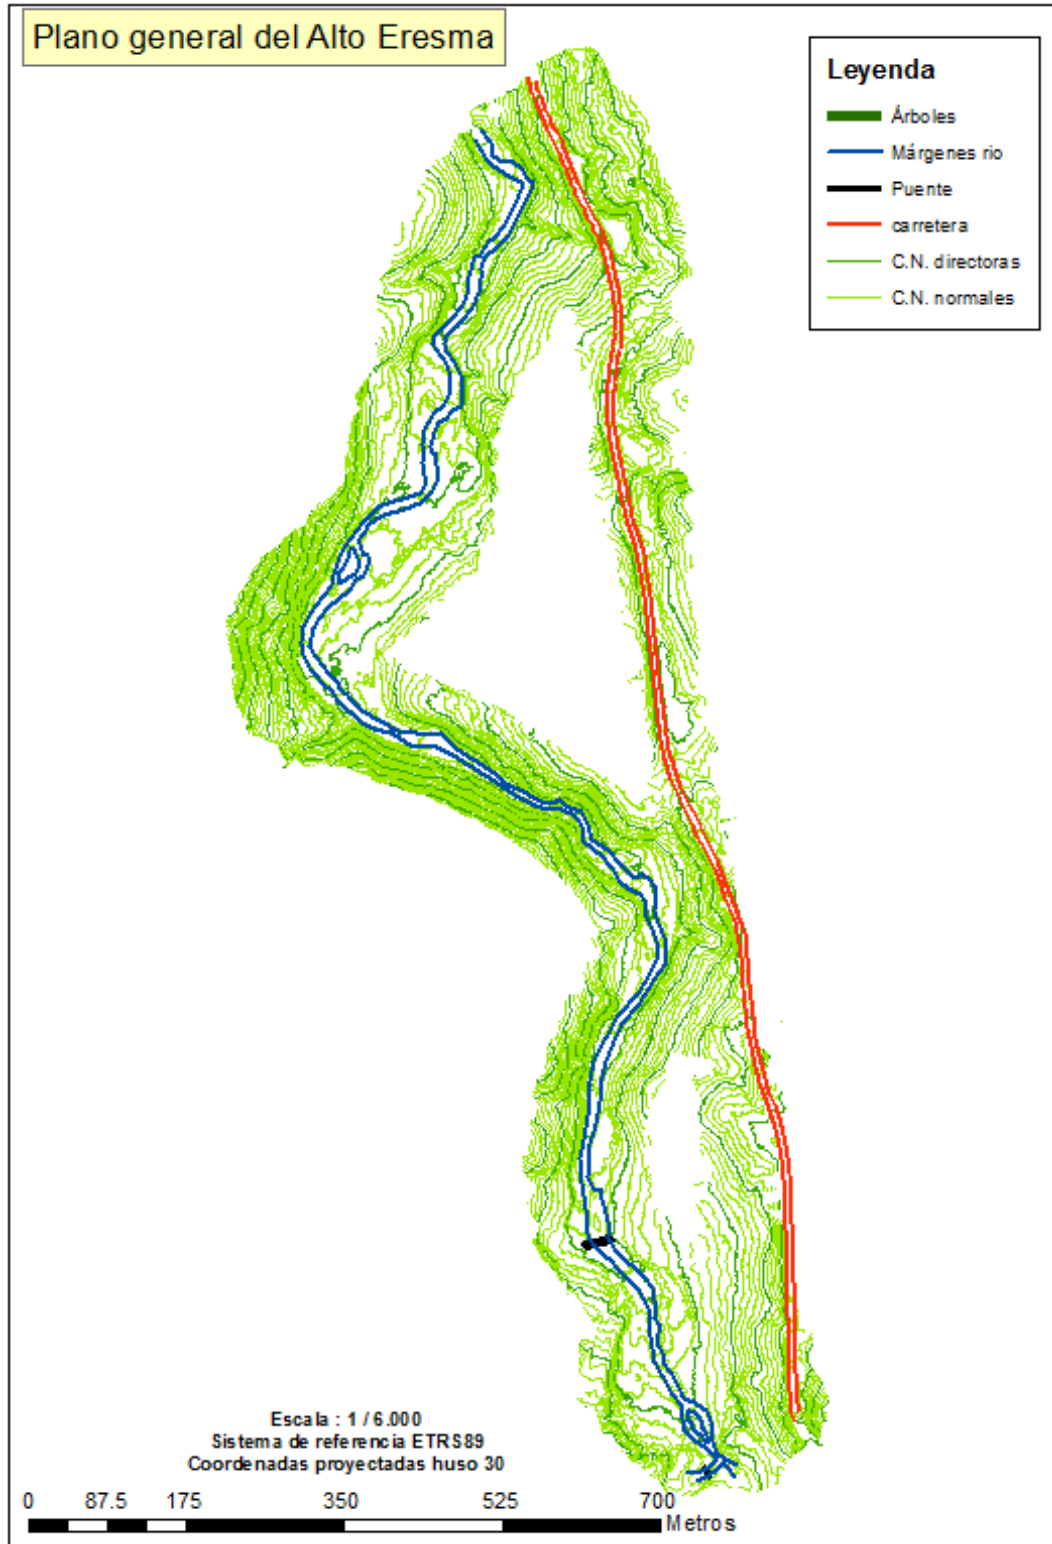 Plano general del Alto Eresma
Leyenda
Árboles
Márgenes rio
Puente
carretera
C.N. directoras
C.N. normales
Escala : 1 / 6.000
Sistema de referencia ETRS89
Coordenadas proyectadas huso 30
0 87.5 175 350 525 700
Metros